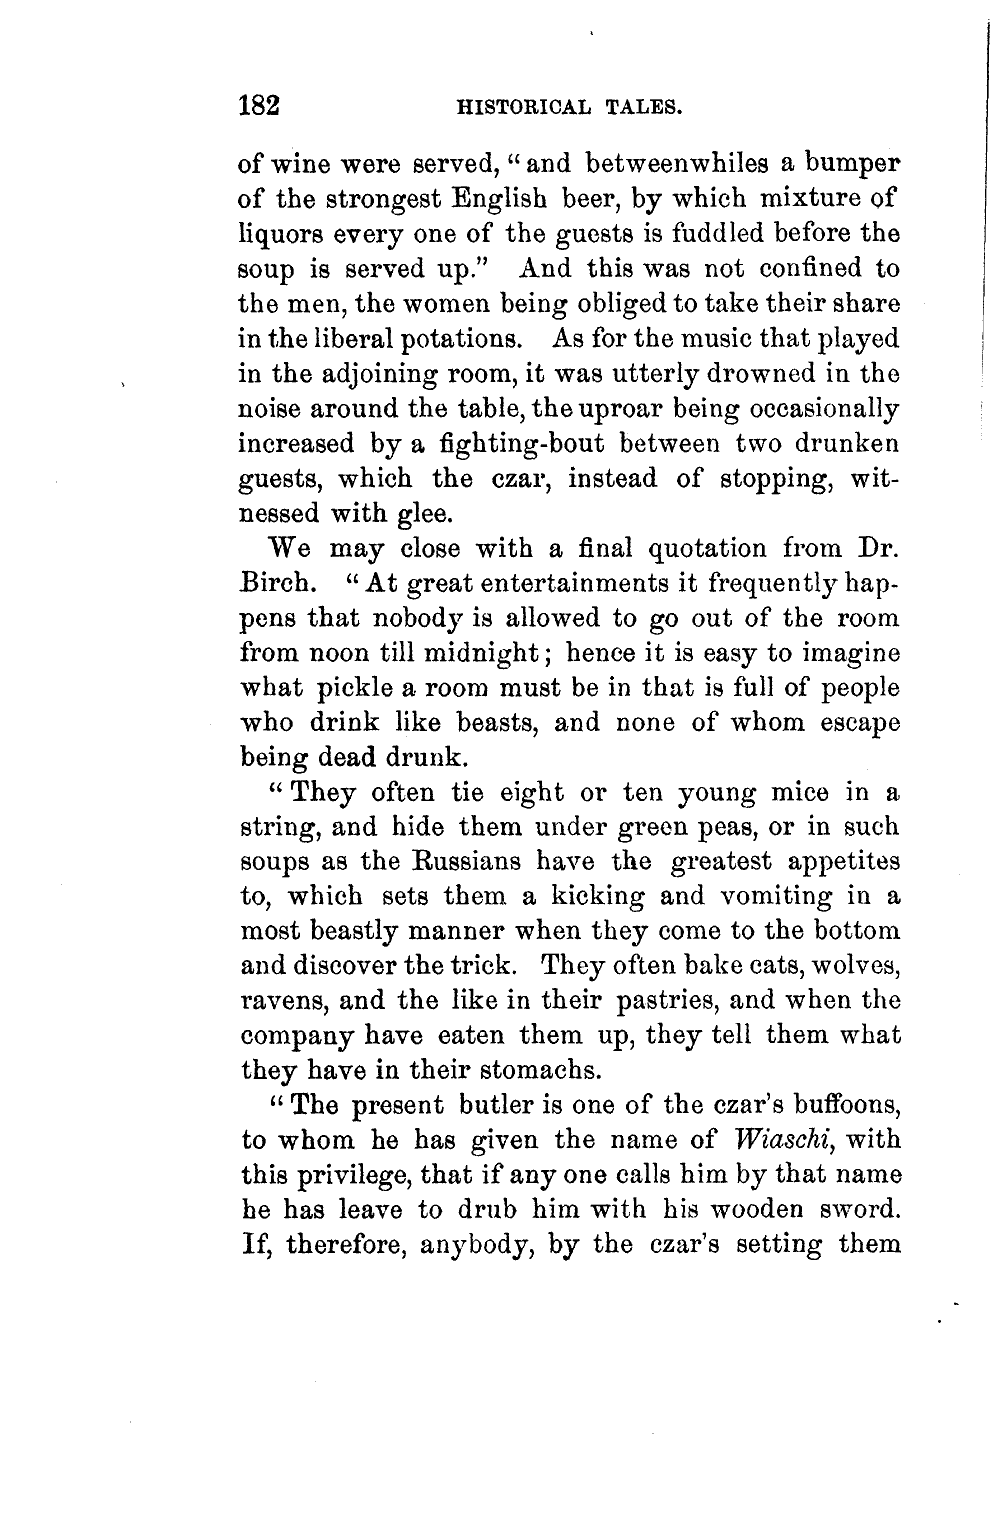 182 HISTORICAL TALES.
of wine were served, “and betweenwhiles a bumper
of the strongest English beer, by which mixture of
liquors every one of the guests is fuddled before the
soup is served up.” And this was not confined to
the men, the women being obliged to take their share
in the liberal potations. As for the music that played
in the adjoining room, it was utterly drowned in the
noise around the table, the uproar being occasionally
increased by a fighting-bout between two drunken
guests, which the czar, instead of stopping, wit-
nessed with glee.
We may close with a final quotation from Dr.
Birch. “At great entertainments it frequently hap-
pens that nobody is allowed to go out of the room
from noon till midnight; hence it is easy to imagine
what pickle a room must be in that is full of people
who drink like beasts, and none of whom escape
being dead drunk.
“They often tie eight or ten young mice in a
string, and hide them under green peas, or in such
soups as the Russians have the greatest appetites
to, which sets them a kicking and vomiting in a
most beastly manner when they come to the bottom
and discover the trick. They often bake cats, wolves,
ravens, and the like in their pastries, and when the
company have eaten them up, they tell them what
they have in their stomachs.
“The present butler is one of the czar’s buffoons,
to whom he has given the name of Wiaschi, with
this privilege, that if any one calls him by that name
he has leave to drub him with his wooden sword.
If, therefore, anybody, by the czar’s setting them